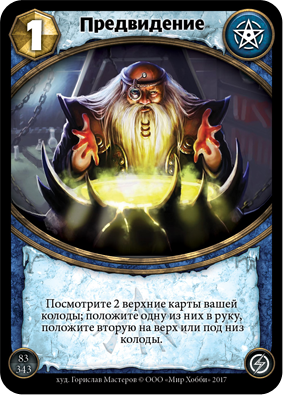 Предвидение
1
Посмотрите 2 верхние карты вашей
колоды; положите одну из них в руку,
положите вторую на верх или под низ
колоды.
83
343
худ. Горислав Мастеров © ООО «Мир Хобби» 2017